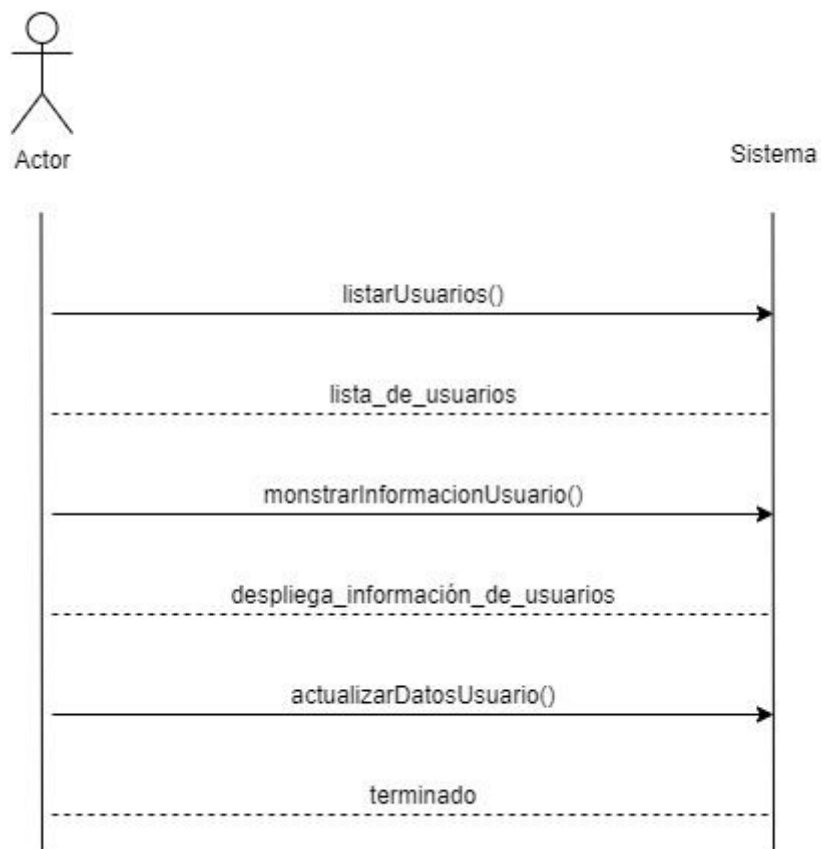 Actor
Sistema
listarUsuarios()
lista_de_usuarios
monstrarInformacionUsuario()
despliega_información_de_usuarios
actualizarDatosUsuario()
terminado